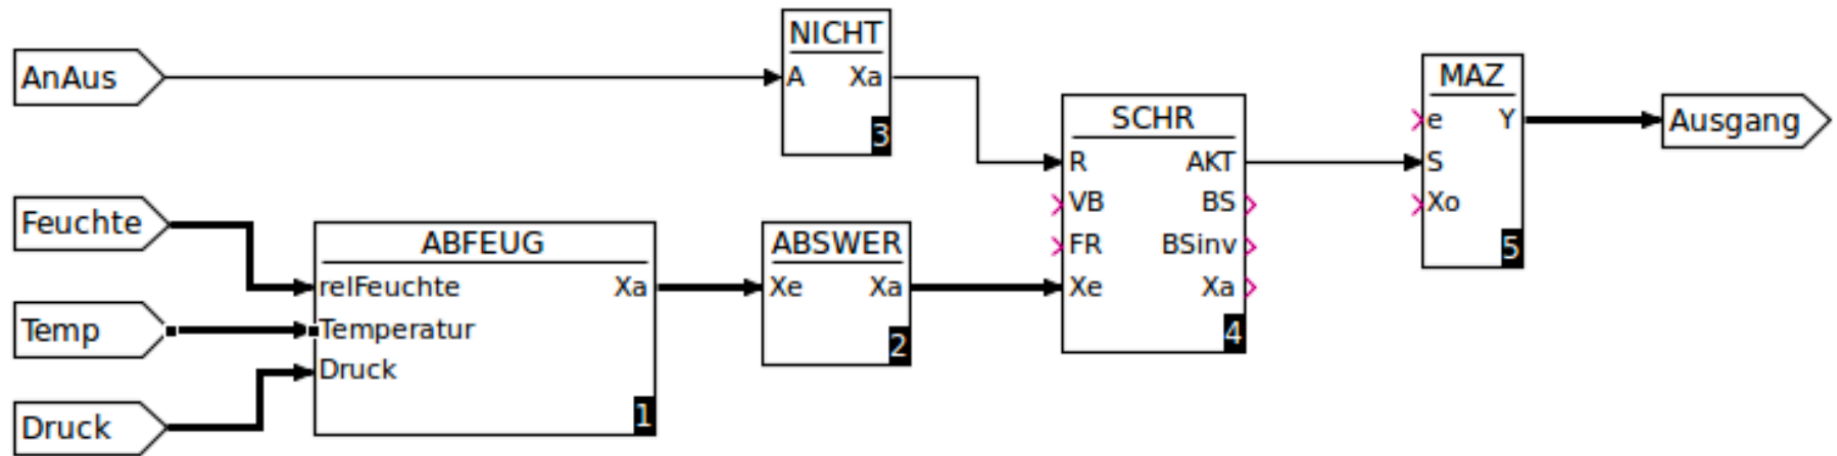 NICHT
AnAus
A Xa
3
MAZ
e Y
S
Xo
5
Ausgang
SCHR
R AKT
VB BS
FR BSinv
Xe Xa
4
Feuchte
ABFEUG
relFeuchte Xa
Temperatur
Druck
1
ABSWER
Xe Xa
2
Temp
Druck